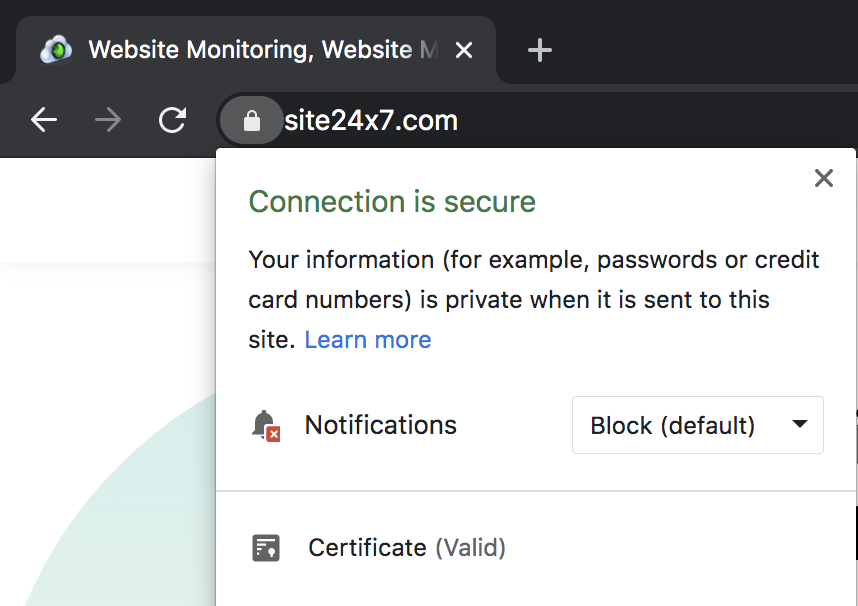 Website Monitoring, Website M
site24x7.com
Connection is secure
Your information (for example, passwords or credit
card numbers) is private when it is sent to this
site. Learn more
Notifications
Block (default)
Certificate (Valid)